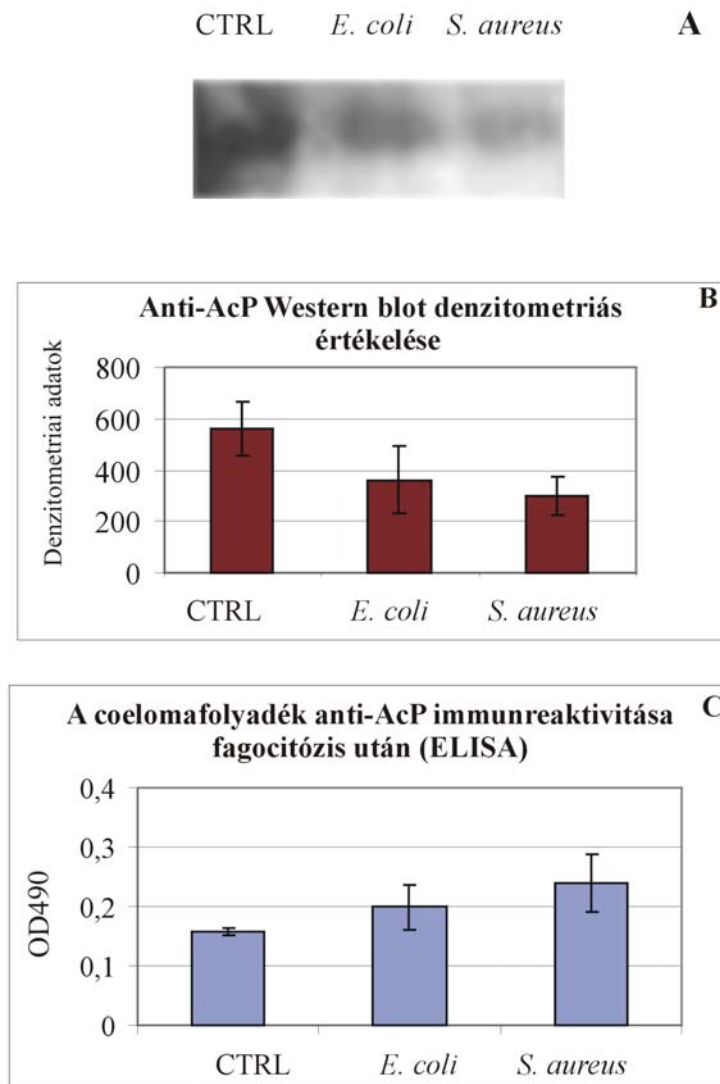 CTRL E. coli S. aureus A
B
Anti-AcP Western blot denzitometriás
értékelése
Denzitometriai adatok
800
600
400
200
0
CTRL E. coli S. aureus
C
A coelomafolyadék anti-AcP immunreaktivitása
fagocitózis után (ELISA)
OD490
0,4
0,3
0,2
0,1
0
CTRL E. coli S. aureus